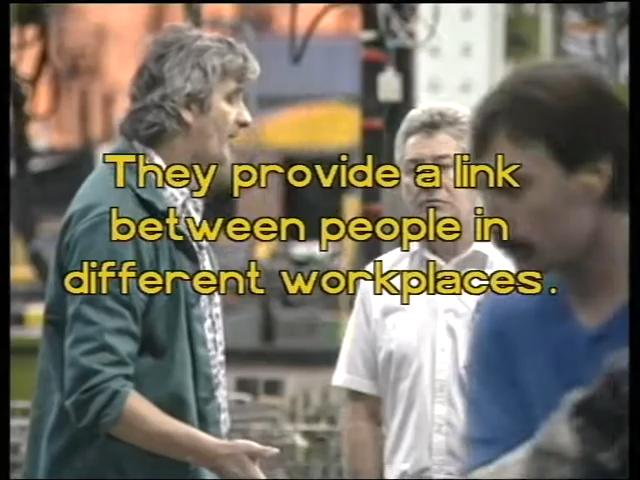 They provide a link
between people in
different workplaces.